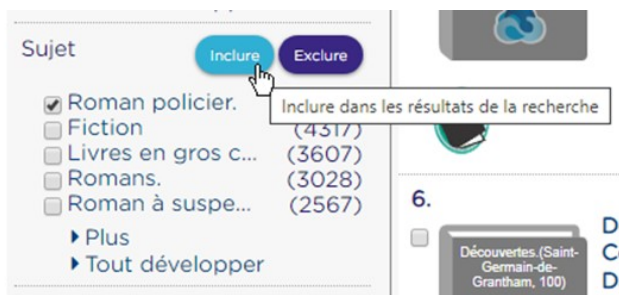 Sujet
Inclure
Exclure
Inclure dans les résultats de la recherche
Roman policier.
Fiction (4317)
Livres en gros c... (3607)
Romans. (3028)
Roman à suspe... (2567)
Plus
Tout développer
6.
Découvertes.(Saint-
Germain-de-
Grantham, 100)
D
C
D